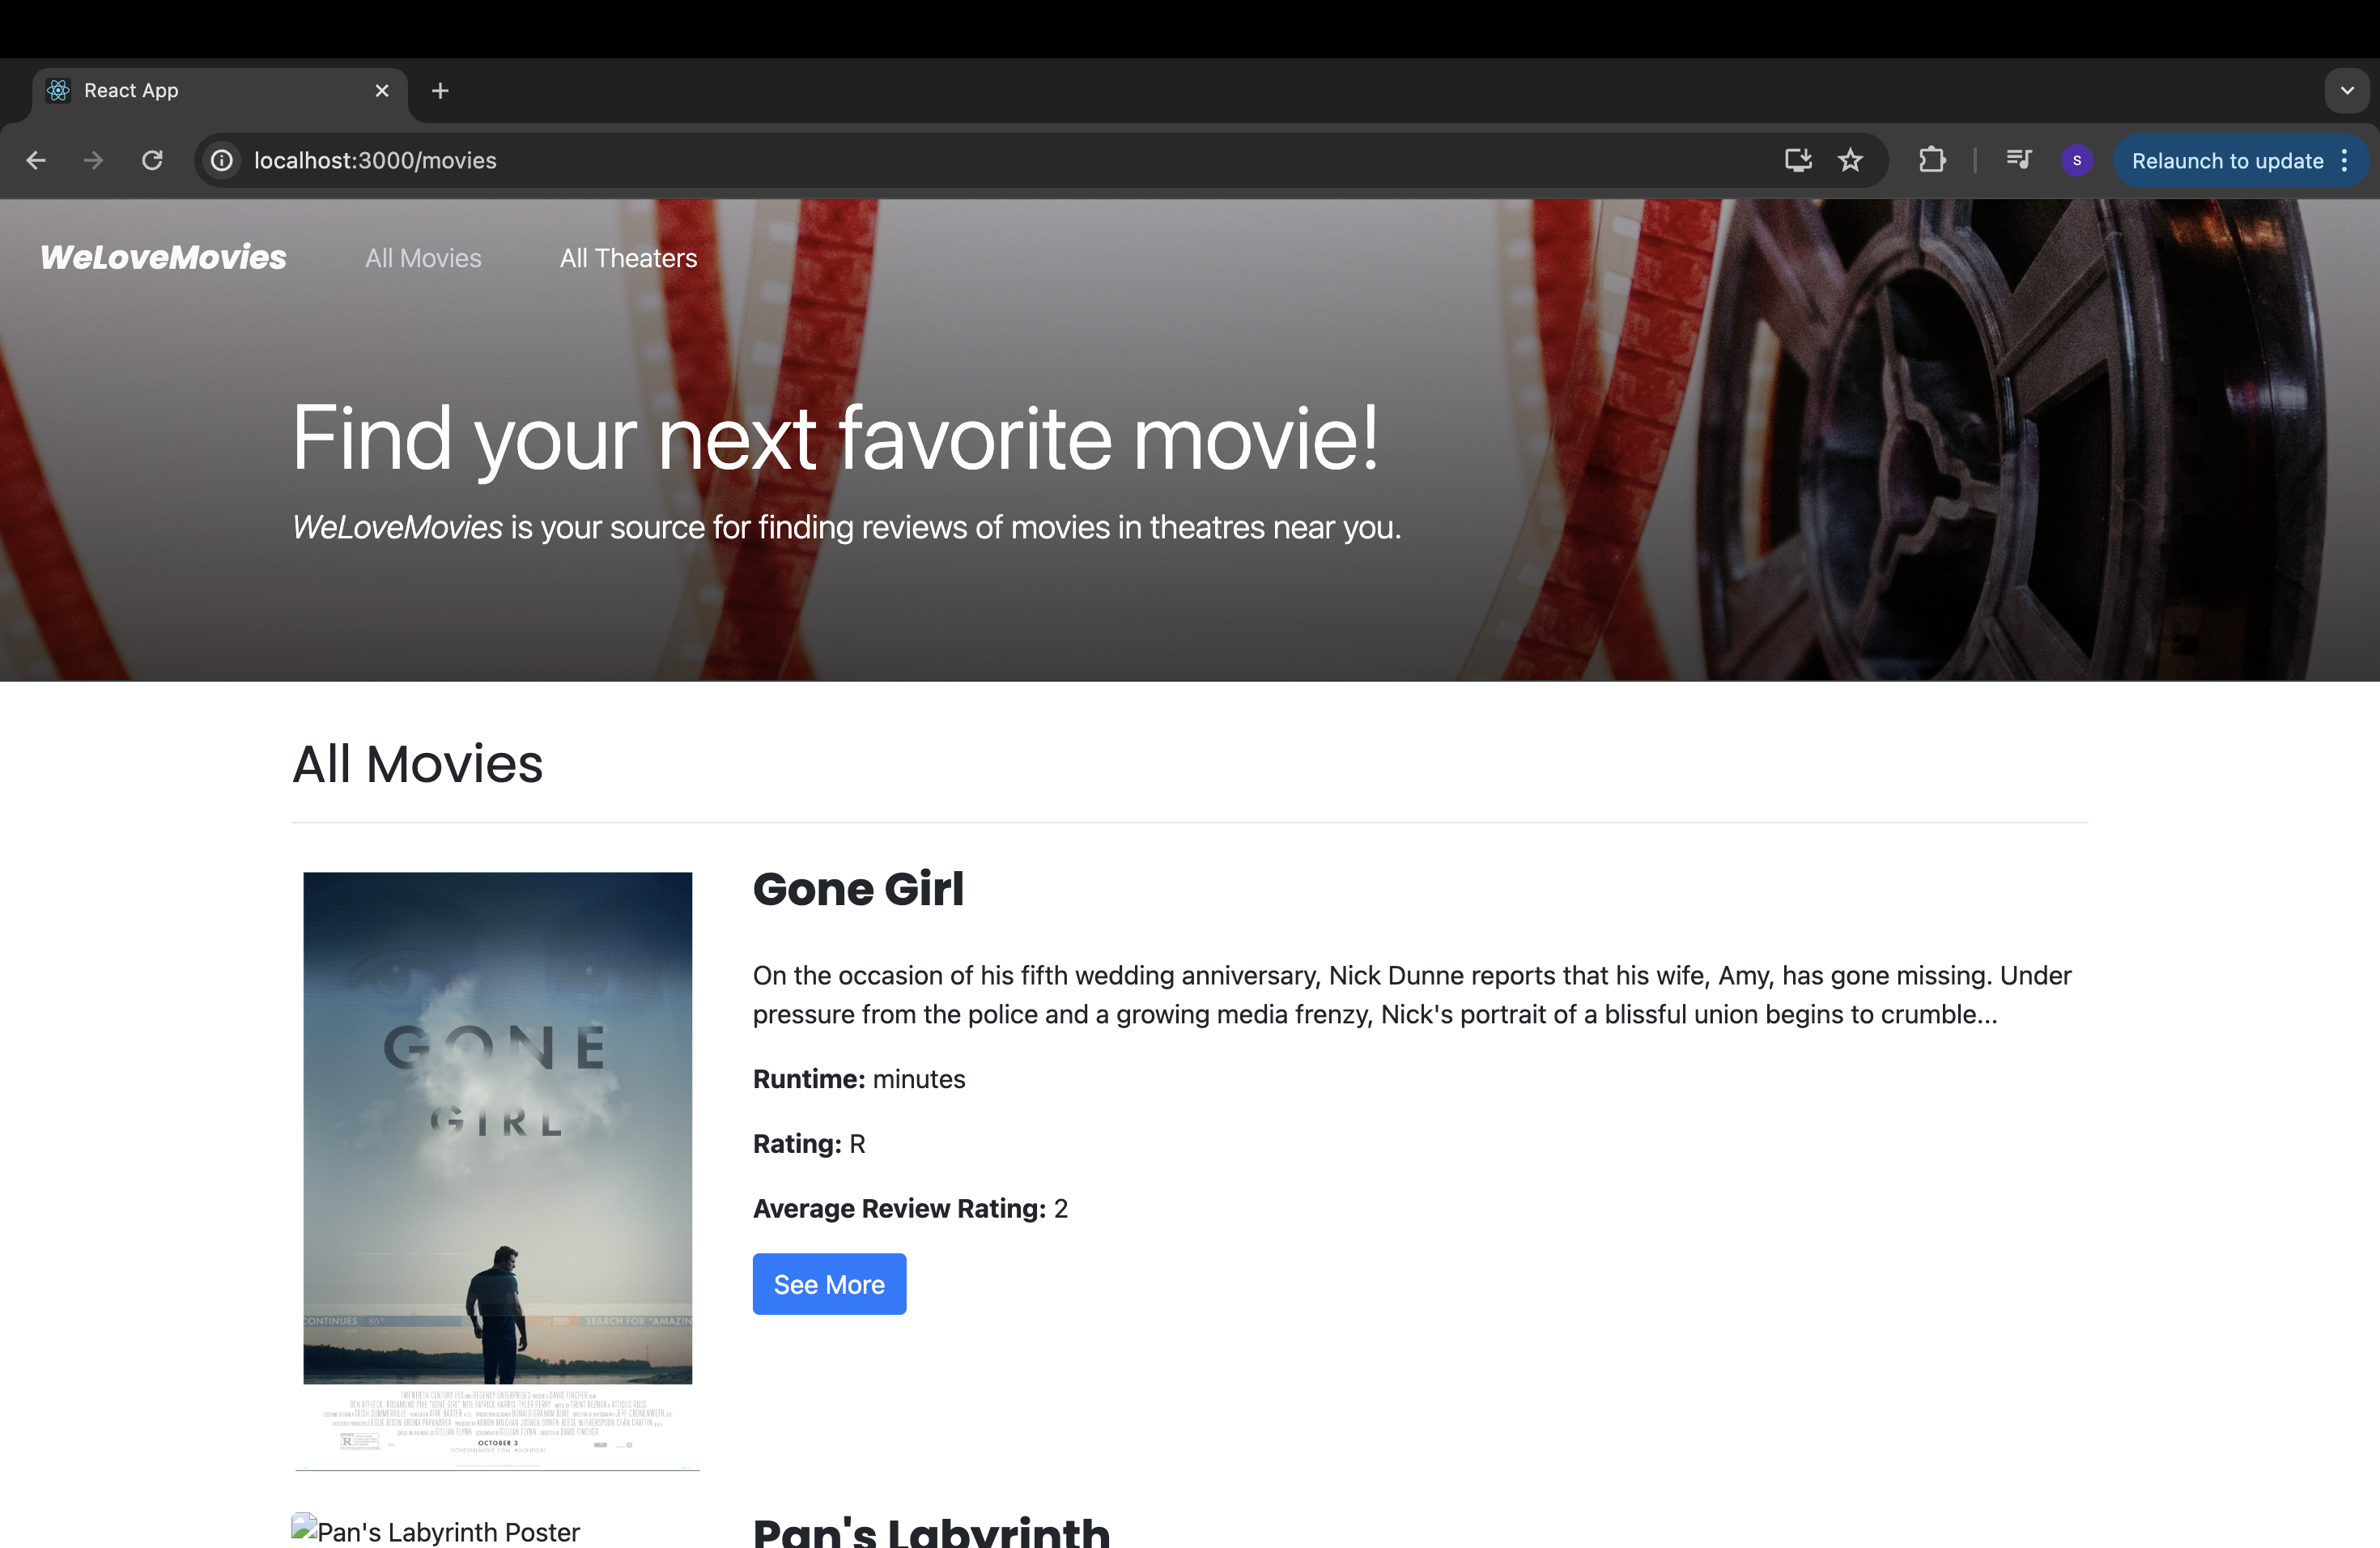 React App
localhost:3000/movies
S
Relaunch to update
WeLoveMovies
All Movies
All Theaters
Find your next favorite movie!
WeLoveMovies is your source for finding reviews of movies in theatres near you.
All Movies
GONE
GIRL
CONTINUES 86°
SEARCH FOR "AMAZIN
OCTOBER 3
Gone Girl
On the occasion of his fifth wedding anniversary, Nick Dunne reports that his wife, Amy, has gone missing. Under
pressure from the police and a growing media frenzy, Nick's portrait of a blissful union begins to crumble...
Runtime: minutes
Rating: R
Average Review Rating: 2
See More
Pan's Labyrinth Poster
Pan's Labyrinth